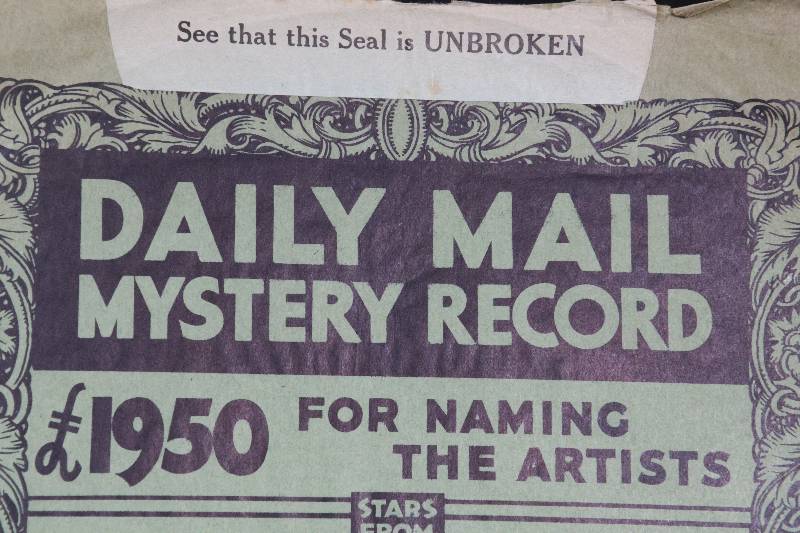 See that this Seal is UNBROKEN
DAILY MAIL
MYSTERY RECORD
£1950 FOR NAMING
THE ARTISTS
STARS
FROM